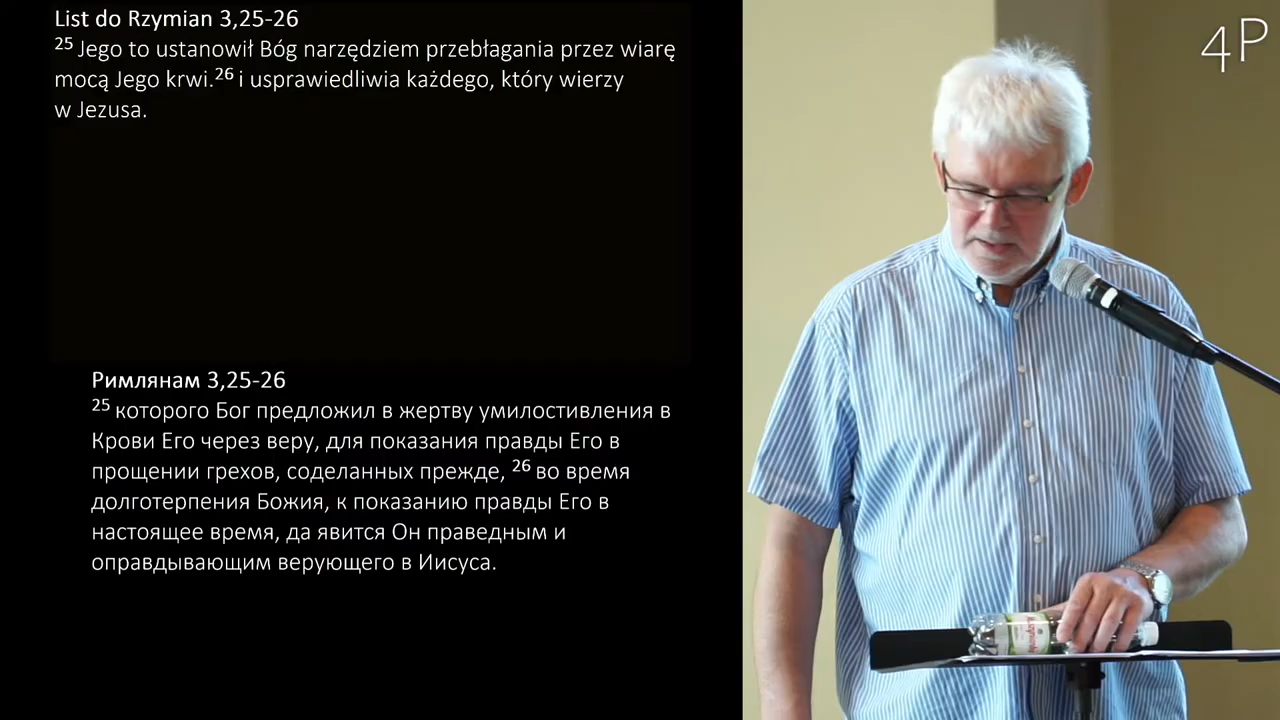 List do Rzymian 3,25-26
25 Jego to ustanowił Bóg narzędziem przebłagania przez wiarę
mocą Jego krwi.26 i usprawiedliwia każdego, który wierzy
w Jezusa.
Римлянам 3,25-26
25 которого Бог предложил в жертву умилостивления в
Крови Его через веру, для показания правды Его в
прощении грехов, соделанных прежде, 26 во время
долготерпения Божия, к показанию правды Его в
настоящее время, да явится Он праведным и
оправдывающим верующего в Иисуса.
4P